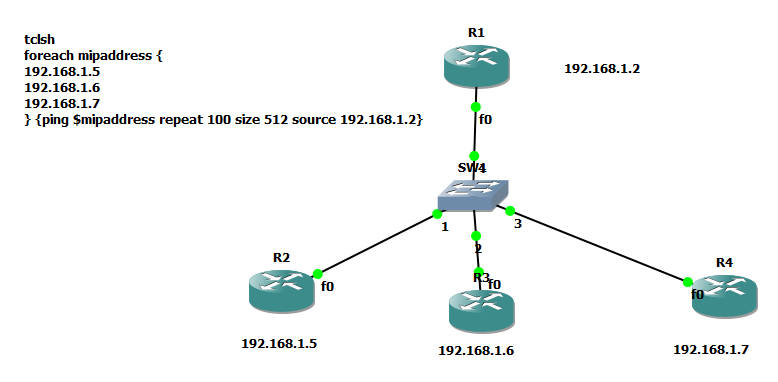 tclsh
foreach mipaddress {
192.168.1.5
192.168.1.6
192.168.1.7
} {ping $mipaddress repeat 100 size 512 source 192.168.1.2}
R1
192.168.1.2
f0
4
1
2
3
R2
f0
192.168.1.5
R3
f0
192.168.1.6
R4
f0
192.168.1.7